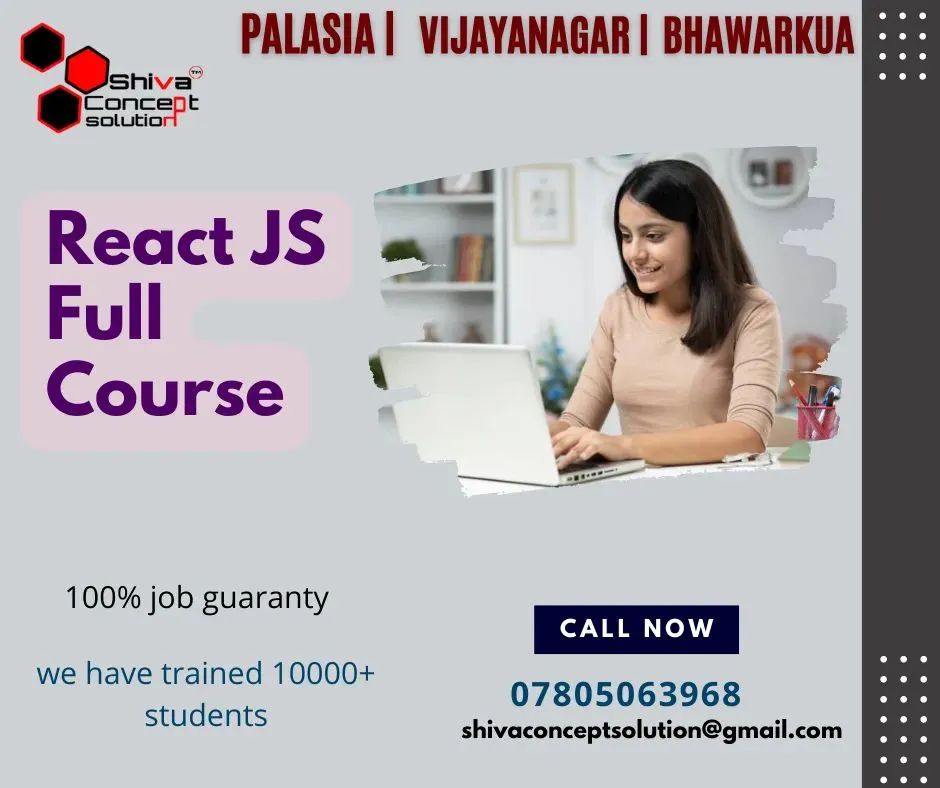 PALASIA | VIJAYANAGAR | BHAWARKUA
Shiva™
Concept
solution
React JS
Full
Course
100% job guaranty
we have trained 10000+
students
CALL NOW
07805063968
shivaconceptsolution@gmail.com